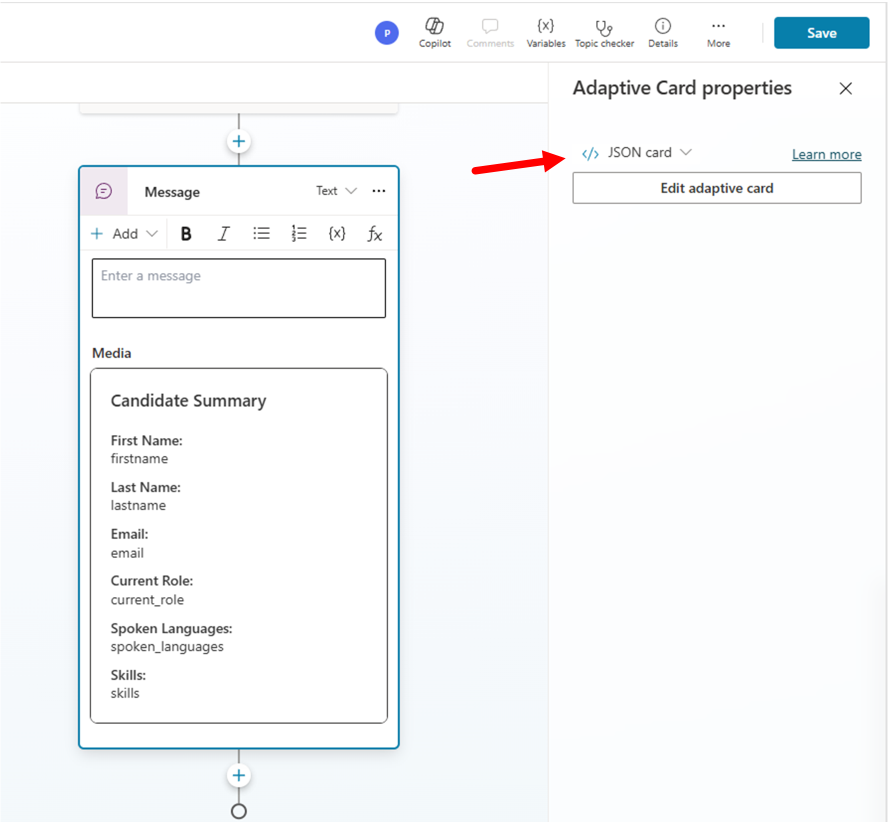 P
Copilot
Comments
{x}
Variables
Topic checker
Details
More
Save
Adaptive Card properties
</> JSON card
Learn more
Edit adaptive card
Message
Text
+ Add
B I {x} fx
Enter a message
Media
Candidate Summary
First Name:
firstname
Last Name:
lastname
Email:
email
Current Role:
current_role
Spoken Languages:
spoken_languages
Skills:
skills